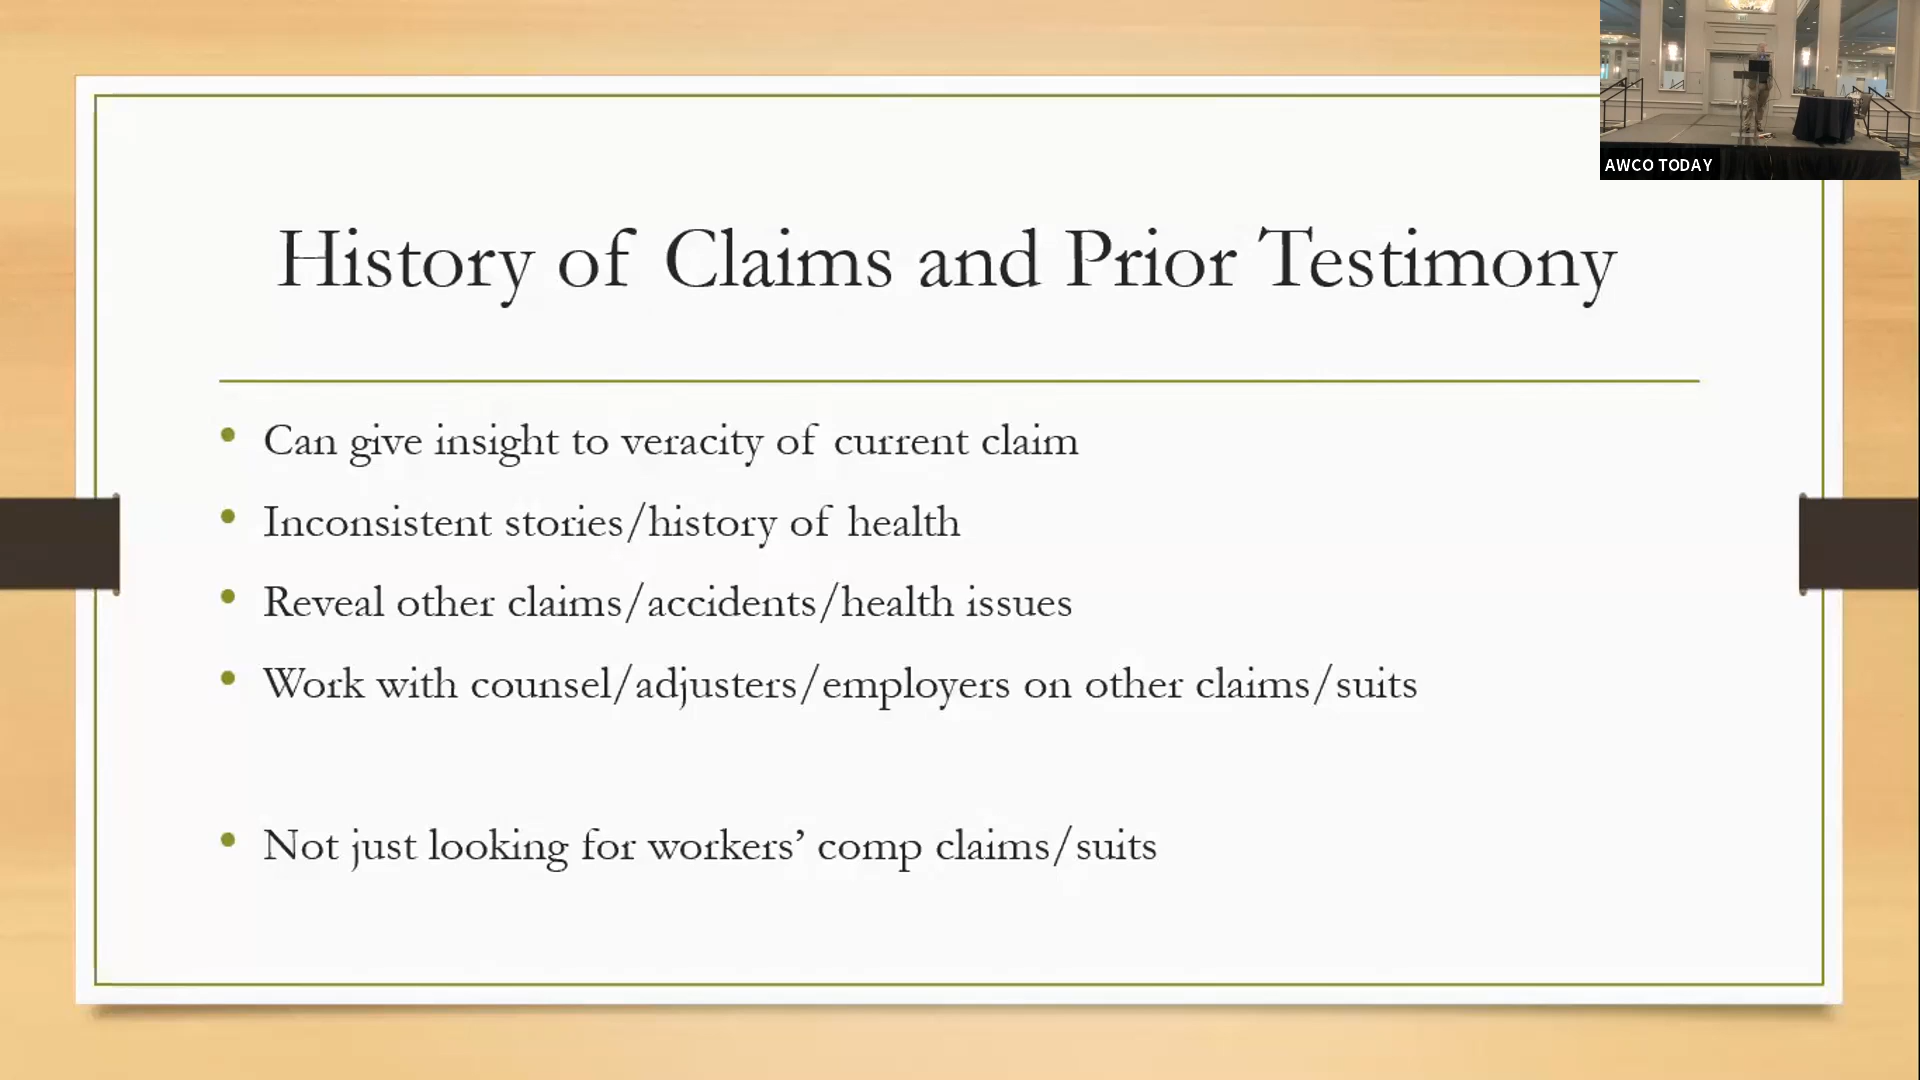 AWCO TODAY
History of Claims and Prior Testimony
Can give insight to veracity of current claim
Inconsistent stories/history of health
Reveal other claims/accidents/health issues
Work with counsel/adjusters/employers on other claims/suits
Not just looking for workers’ comp claims/suits